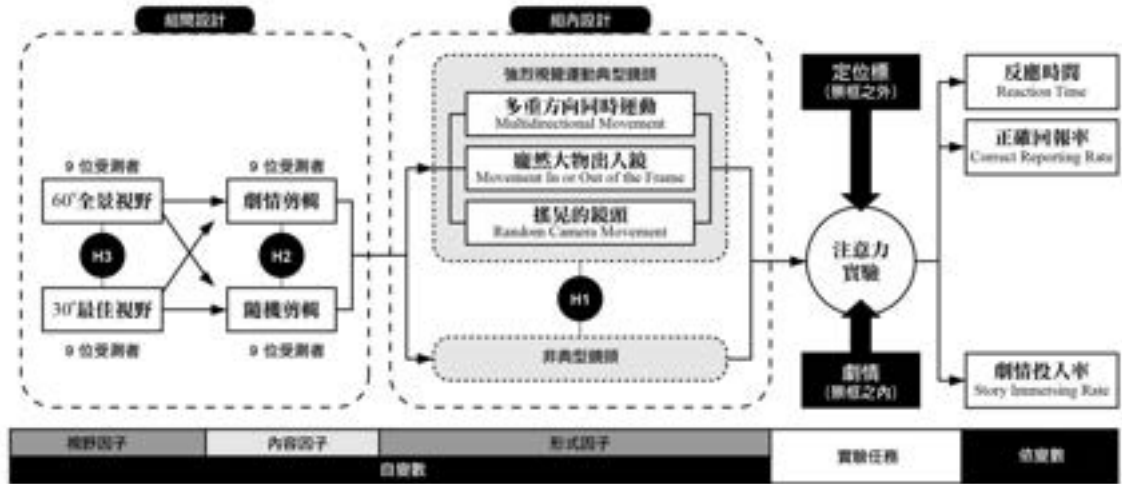 組間設計
組內設計
強烈視覺運動典型鏡頭
多重方向同時運動
Multidirectional Movement
龐然大物出入鏡
Movement In or Out of the Frame
搖晃的鏡頭
Random Camera Movement
H1
非典型鏡頭
9 位受測者
60°全景視野
H3
30°最佳視野
9 位受測者
9 位受測者
劇情剪輯
H2
隨機剪輯
9 位受測者
定位標
(景框之外)
注意力
實驗
劇情
(景框之內)
反應時間
Reaction Time
正確回報率
Correct Reporting Rate
劇情投入率
Story Immersing Rate
視野因子
內容因子
形式因子
自變數
實驗任務
依變數